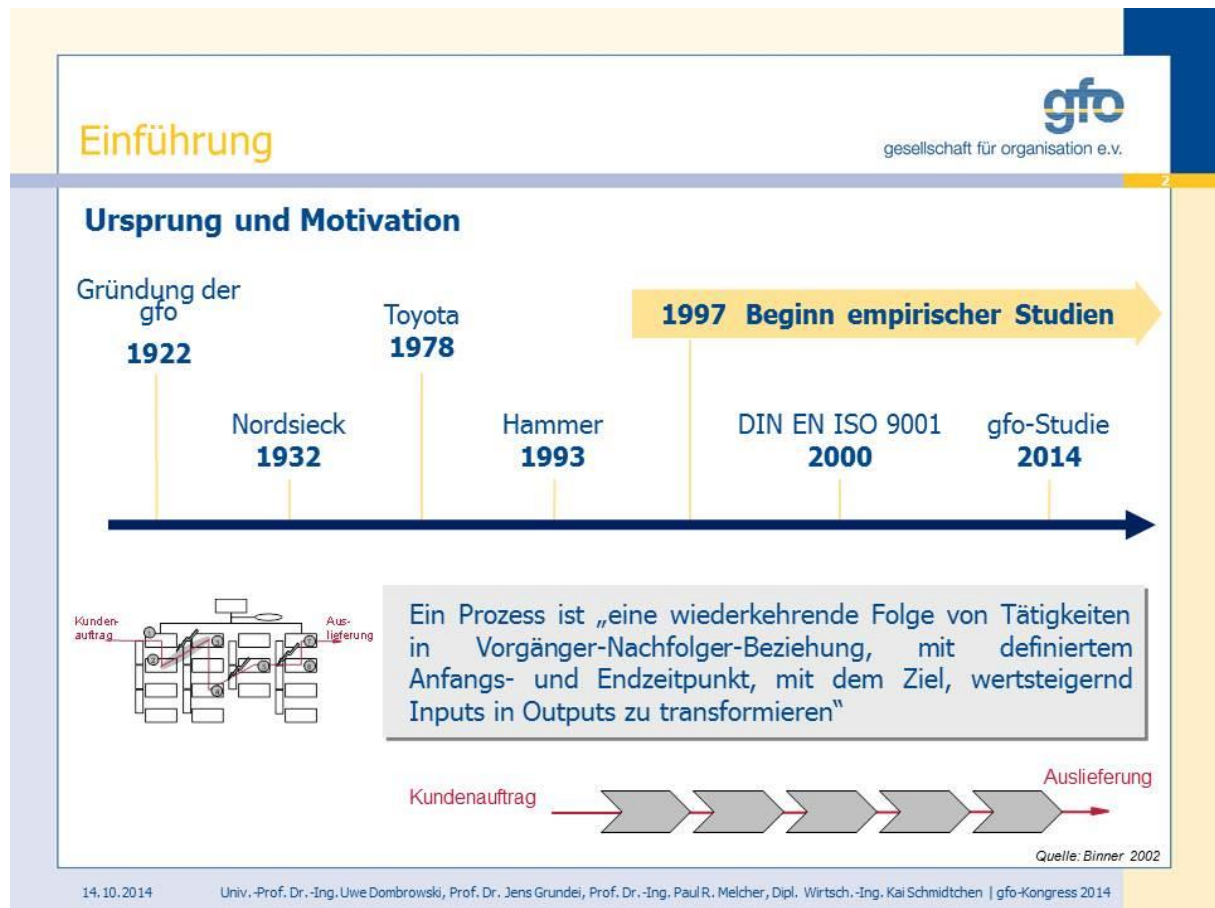 gfo
gesellschaft für organisation e.v.
Einführung
2
Ursprung und Motivation
Gründung der
gfo
1922
Nordsieck
1932
Toyota
1978
Hammer
1993
1997 Beginn empirischer Studien
DIN EN ISO 9001
2000
gfo-Studie
2014
Kunden-
auftrag
Aus-
lieferung
Ein Prozess ist „eine wiederkehrende Folge von Tätigkeiten
in Vorgänger-Nachfolger-Beziehung, mit definiertem
Anfangs- und Endzeitpunkt, mit dem Ziel, wertsteigernd
Inputs in Outputs zu transformieren“
Kundenauftrag
Auslieferung
Quelle: Binner 2002
14.10.2014
Univ.-Prof. Dr.-Ing. Uwe Dombrowski, Prof. Dr. Jens Grundei, Prof. Dr.-Ing. Paul R. Melcher, Dipl. Wirtsch.-Ing. Kai Schmidtchen | gfo-Kongress 2014